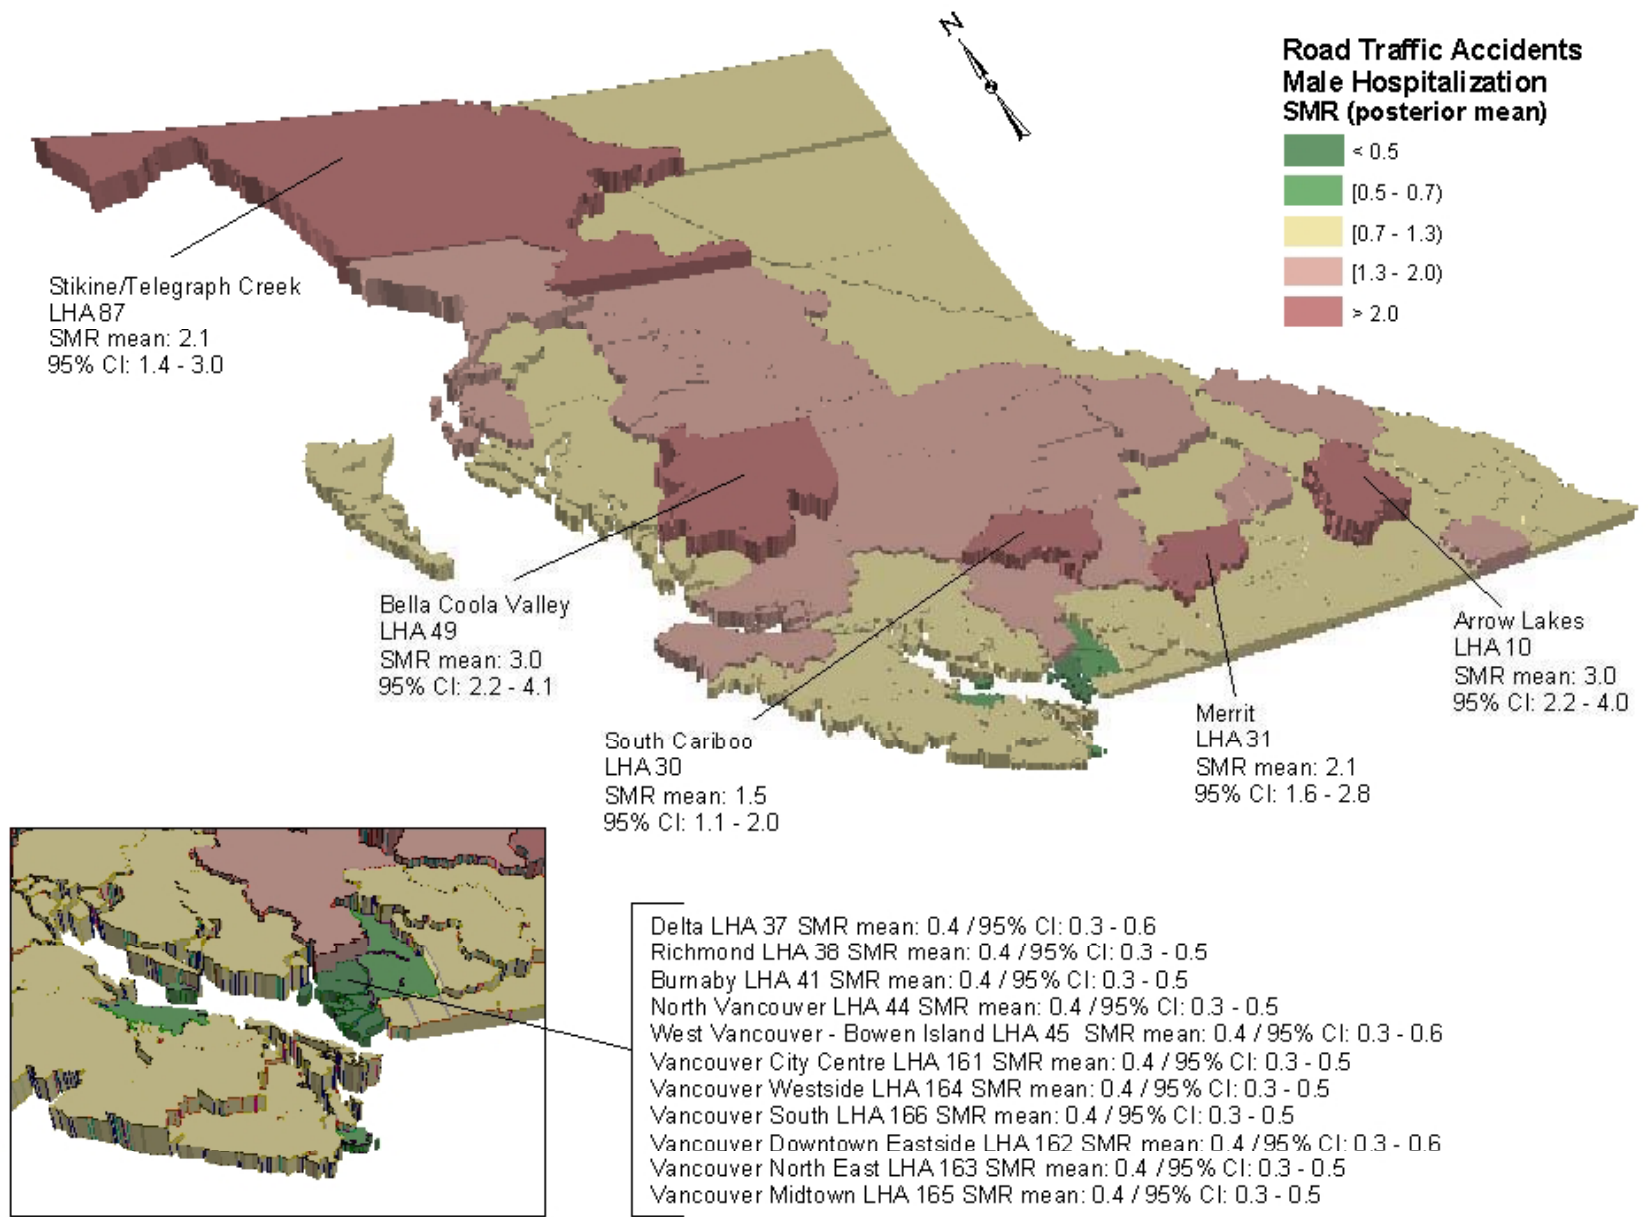 N
Road Traffic Accidents
Male Hospitalization
SMR (posterior mean)
< 0.5
[0.5 - 0.7)
[0.7 - 1.3)
[1.3 - 2.0)
> 2.0
Stikine/Telegraph Creek
LHA 87
SMR mean: 2.1
95% CI: 1.4 - 3.0
Bella Coola Valley
LHA 49
SMR mean: 3.0
95% CI: 2.2 - 4.1
South Cariboo
LHA 30
SMR mean: 1.5
95% CI: 1.1 - 2.0
Merrit
LHA 31
SMR mean: 2.1
95% CI: 1.6 - 2.8
Arrow Lakes
LHA 10
SMR mean: 3.0
95% CI: 2.2 - 4.0
Delta LHA 37 SMR mean: 0.4 / 95% CI: 0.3 - 0.6
Richmond LHA 38 SMR mean: 0.4 / 95% CI: 0.3 - 0.5
Burnaby LHA 41 SMR mean: 0.4 / 95% CI: 0.3 - 0.5
North Vancouver LHA 44 SMR mean: 0.4 / 95% CI: 0.3 - 0.5
West Vancouver - Bowen Island LHA 45 SMR mean: 0.4 / 95% CI: 0.3 - 0.6
Vancouver City Centre LHA 161 SMR mean: 0.4 / 95% CI: 0.3 - 0.5
Vancouver Westside LHA 164 SMR mean: 0.4 / 95% CI: 0.3 - 0.5
Vancouver South LHA 166 SMR mean: 0.4 / 95% CI: 0.3 - 0.5
Vancouver Downtown Eastside LHA 162 SMR mean: 0.4 / 95% CI: 0.3 - 0.6
Vancouver North East LHA 163 SMR mean: 0.4 / 95% CI: 0.3 - 0.5
Vancouver Midtown LHA 165 SMR mean: 0.4 / 95% CI: 0.3 - 0.5